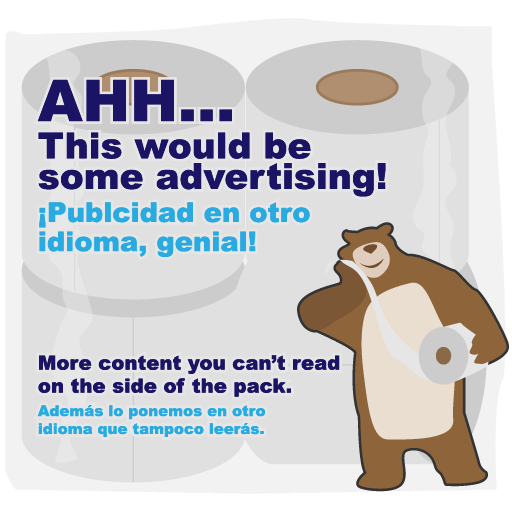 AHH...
This would be
some advertising!
¡Publcidad en otro
idioma, genial!
More content you can't read
on the side of the pack.
Además lo ponemos en otro
idioma que tampoco leerás.